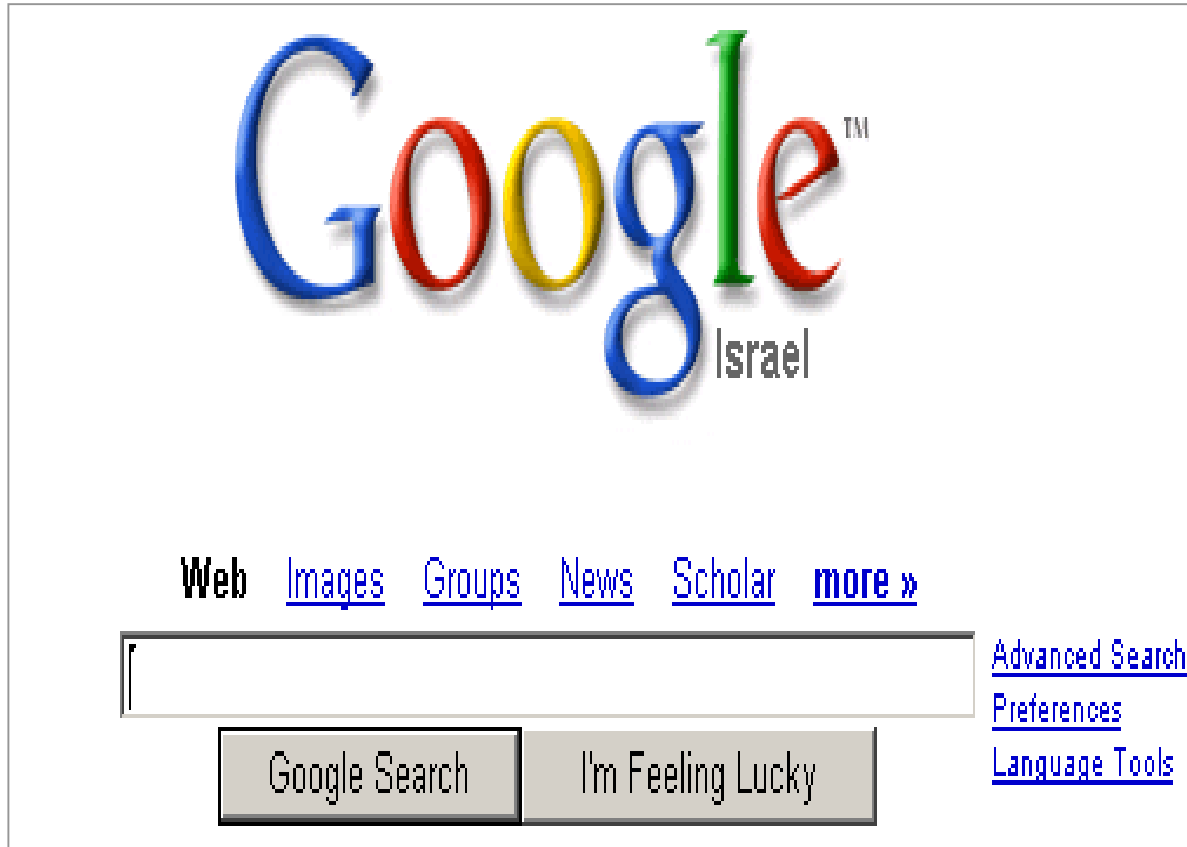 Google™
Israel
Web Images Groups News Scholar more »
Advanced Search
Preferences
Language Tools
Google Search I'm Feeling Lucky